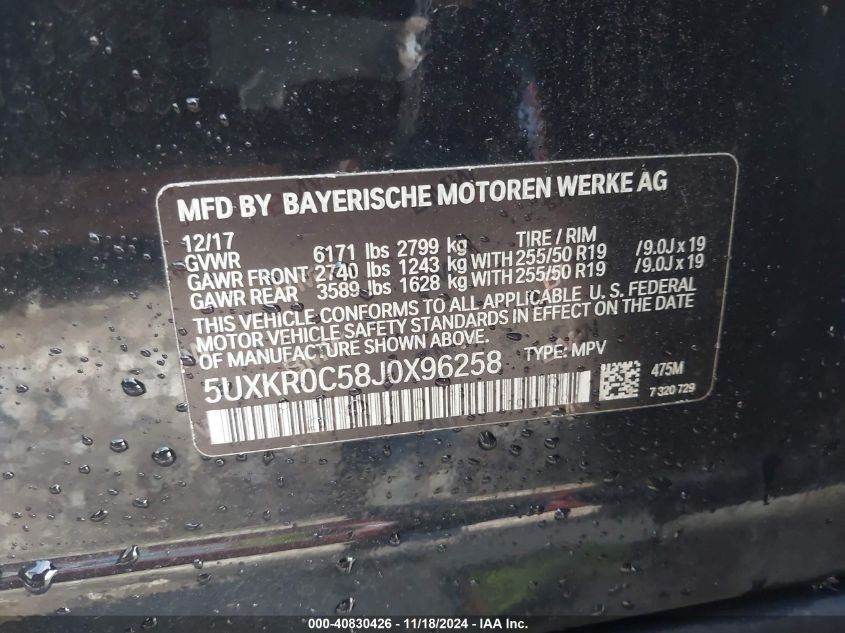 MFD BY BAYERISCHE MOTOREN WERKE AG
12/17 TIRE / RIM
GVWR 6171 lbs 2799 kg
GAWR FRONT 2740 lbs 1243 kg WITH 255/50 R19 /9.0J x 19
GAWR REAR 3589 lbs 1628 kg WITH 255/50 R19 /9.0J x 19
THIS VEHICLE CONFORMS TO ALL APPLICABLE U. S. FEDERAL
MOTOR VEHICLE SAFETY STANDARDS IN EFFECT ON THE DATE
OF MANUFACTURE SHOWN ABOVE.
5UXKR0C58J0X96258 TYPE: MPV
475M
7 320 729
000-40830426 - 11/18/2024 - IAA Inc.